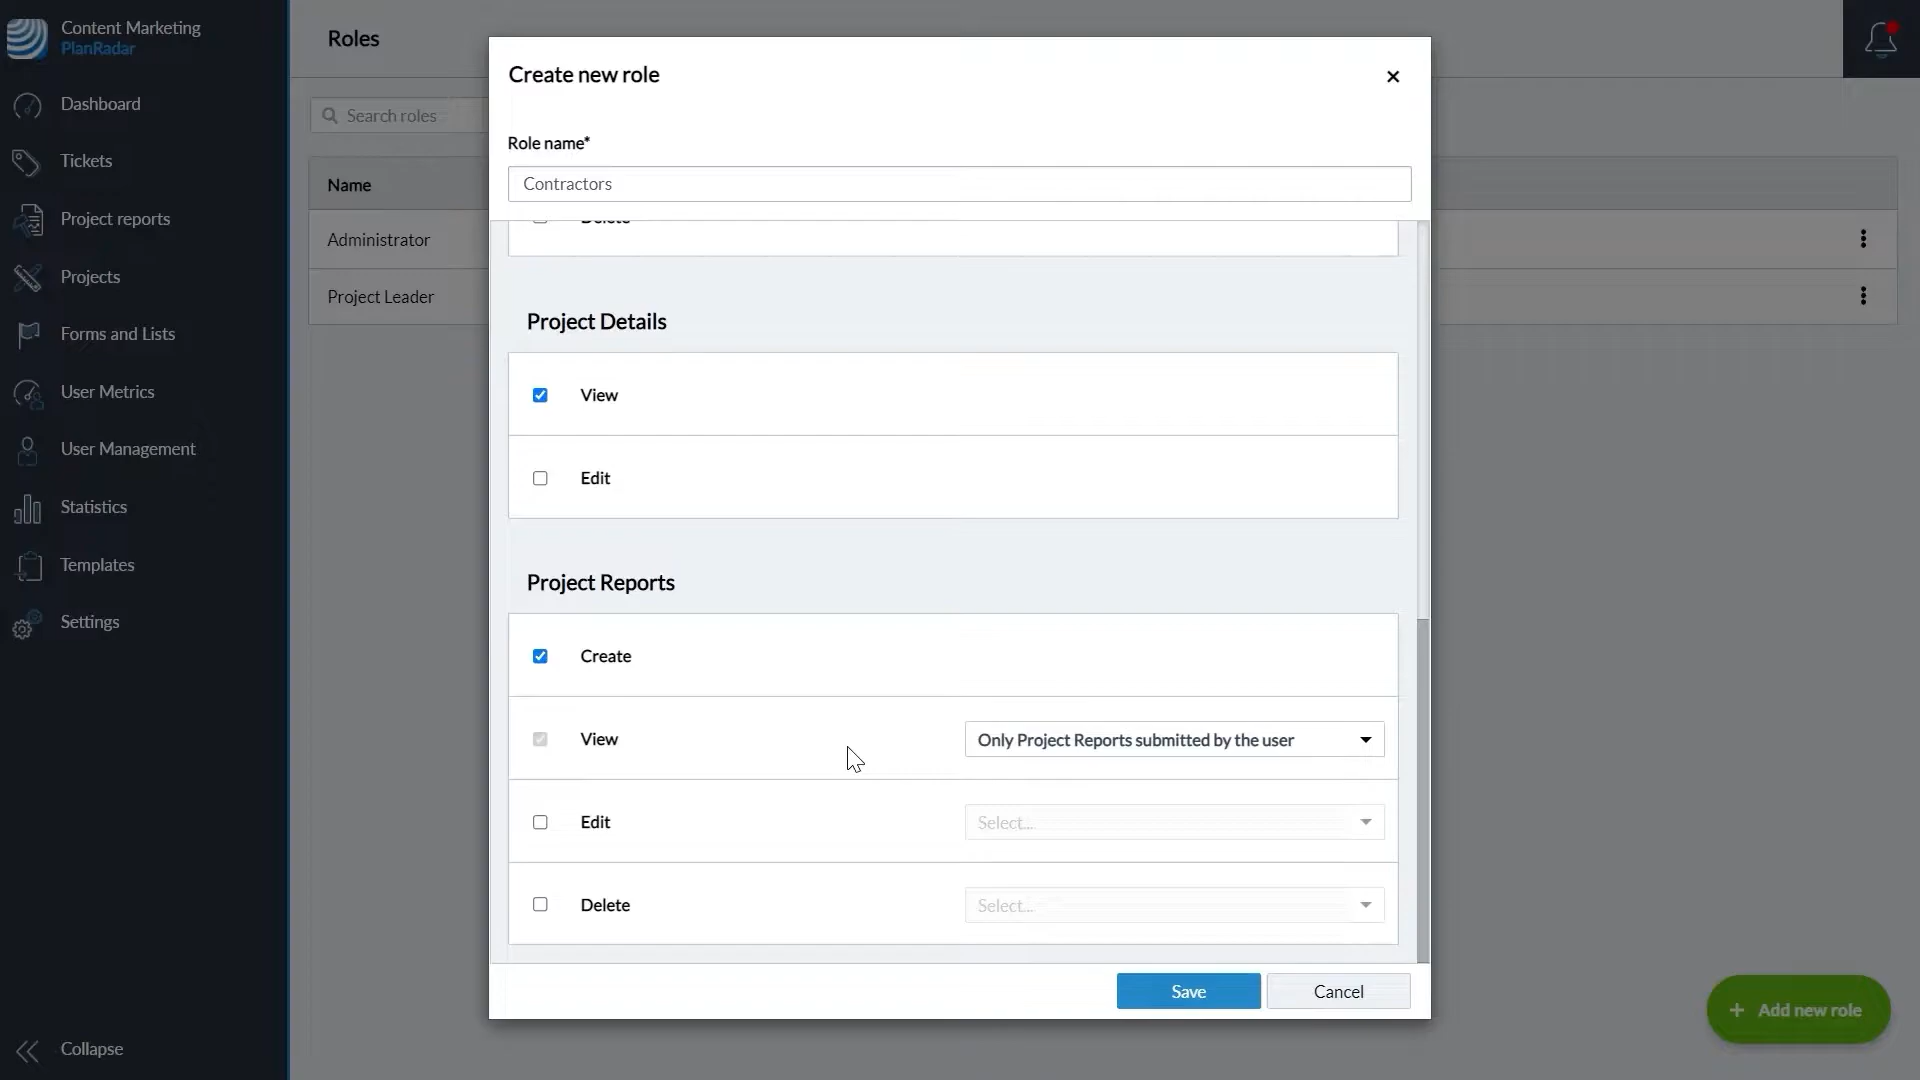 Content Marketing
PlanRadar
Dashboard
Tickets
Project reports
Projects
Forms and Lists
User Metrics
User Management
Statistics
Templates
Settings
Collapse
Roles
Search roles
Name
Administrator
Project Leader
Create new role
Role name*
Contractors
Delete
Project Details
View
Edit
Project Reports
Create
View
Only Project Reports submitted by the user
Edit
Select...
Delete
Select...
Save
Cancel
+ Add new role